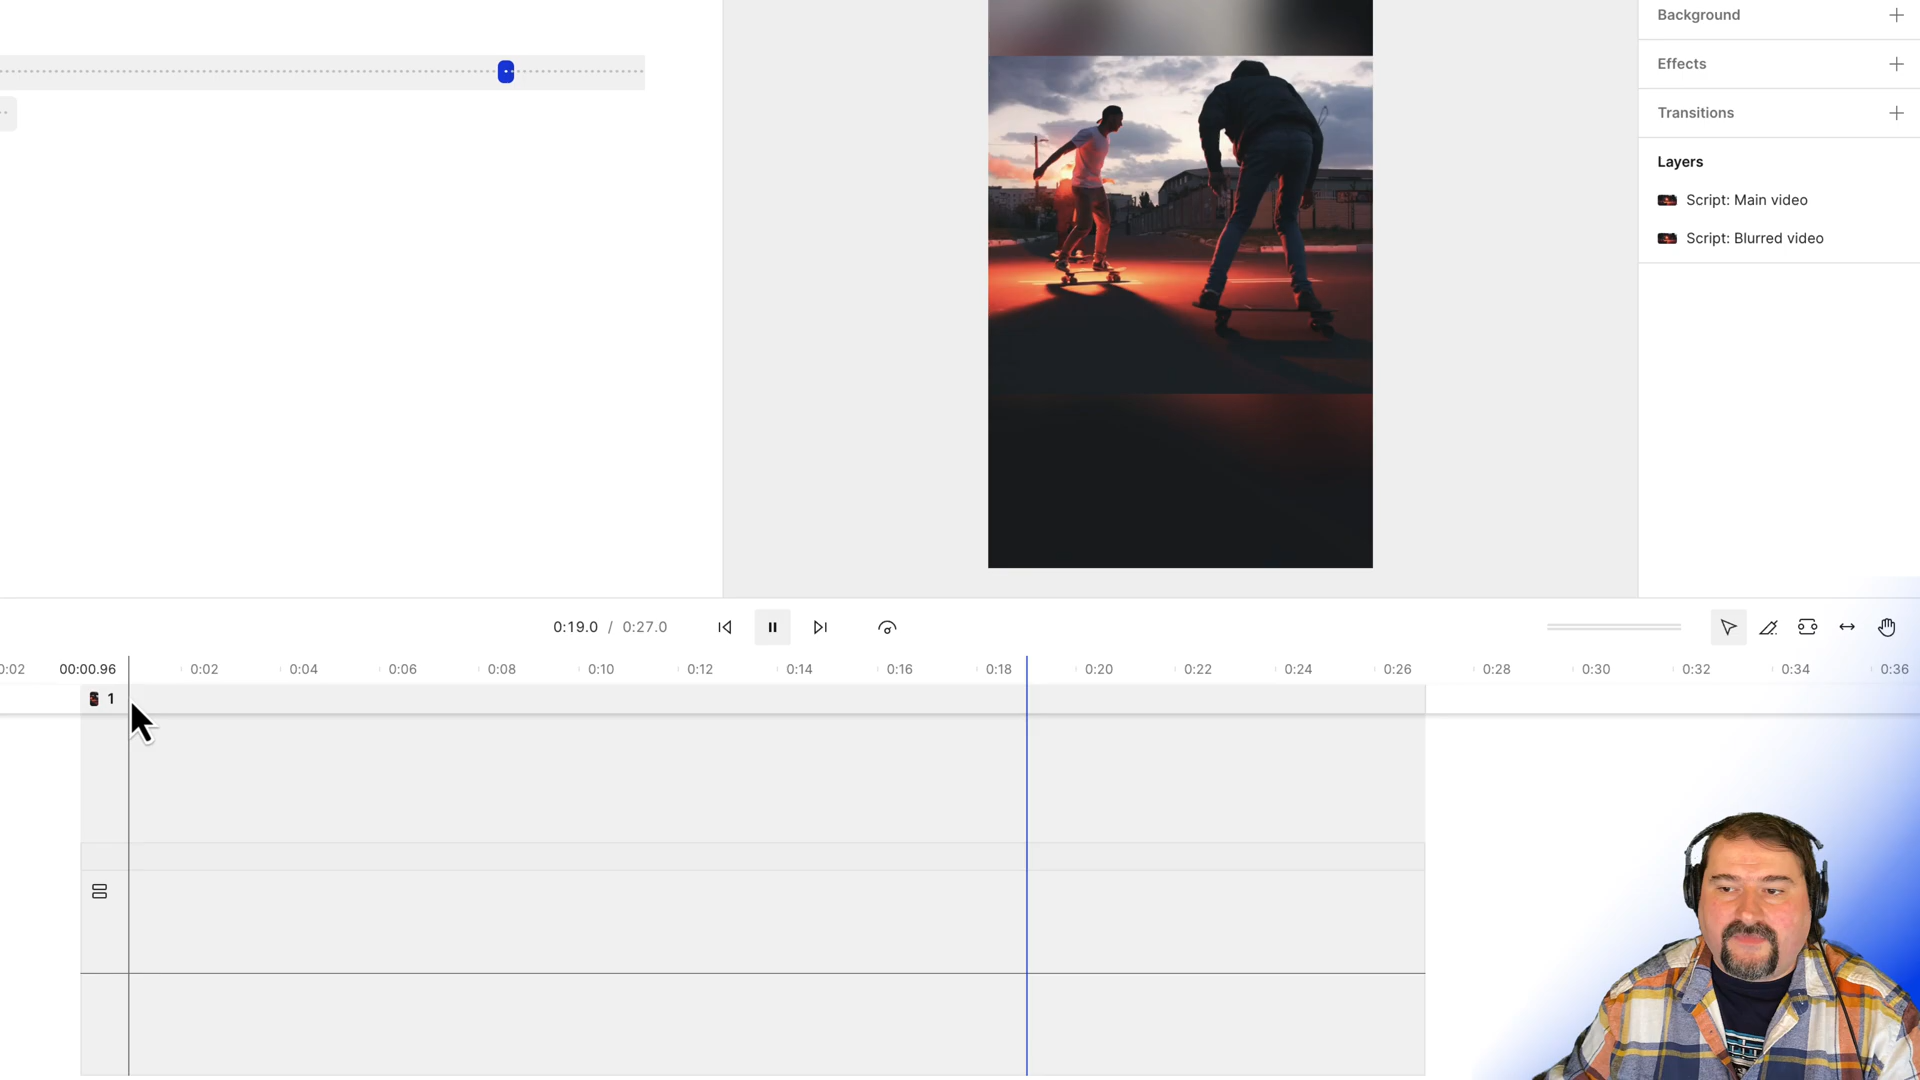 Background
Effects
Transitions
Layers
Script: Main video
Script: Blurred video
0:19.0 / 0:27.0
0:02 00:00.96 0:02 0:04 0:06 0:08 0:10 0:12 0:14 0:16 0:18 0:20 0:22 0:24 0:26 0:28 0:30 0:32 0:34 0:36
1